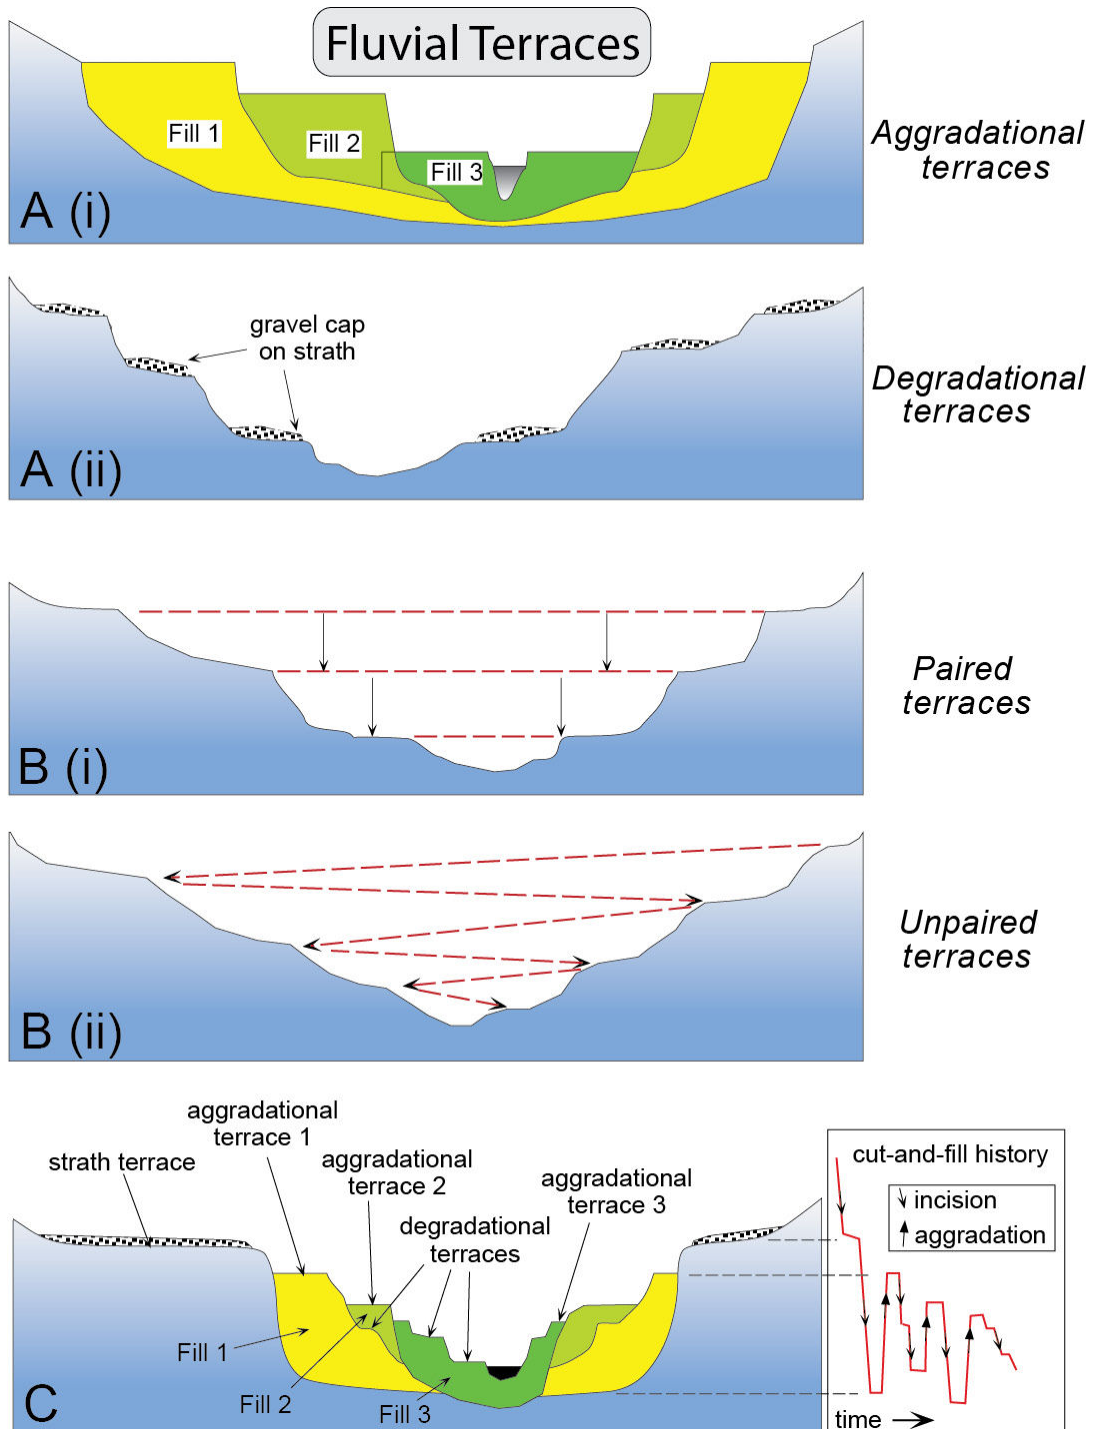 Fluvial Terraces
Fill 1
Fill 2
Fill 3
A (i)
Aggradational
terraces
gravel cap
on strath
A (ii)
Degradational
terraces
B (i)
Paired
terraces
B (ii)
Unpaired
terraces
aggradational
terrace 1
strath terrace
aggradational
terrace 2
degradational
terraces
aggradational
terrace 3
Fill 1
Fill 2
Fill 3
C
cut-and-fill history
incision
aggradation
time